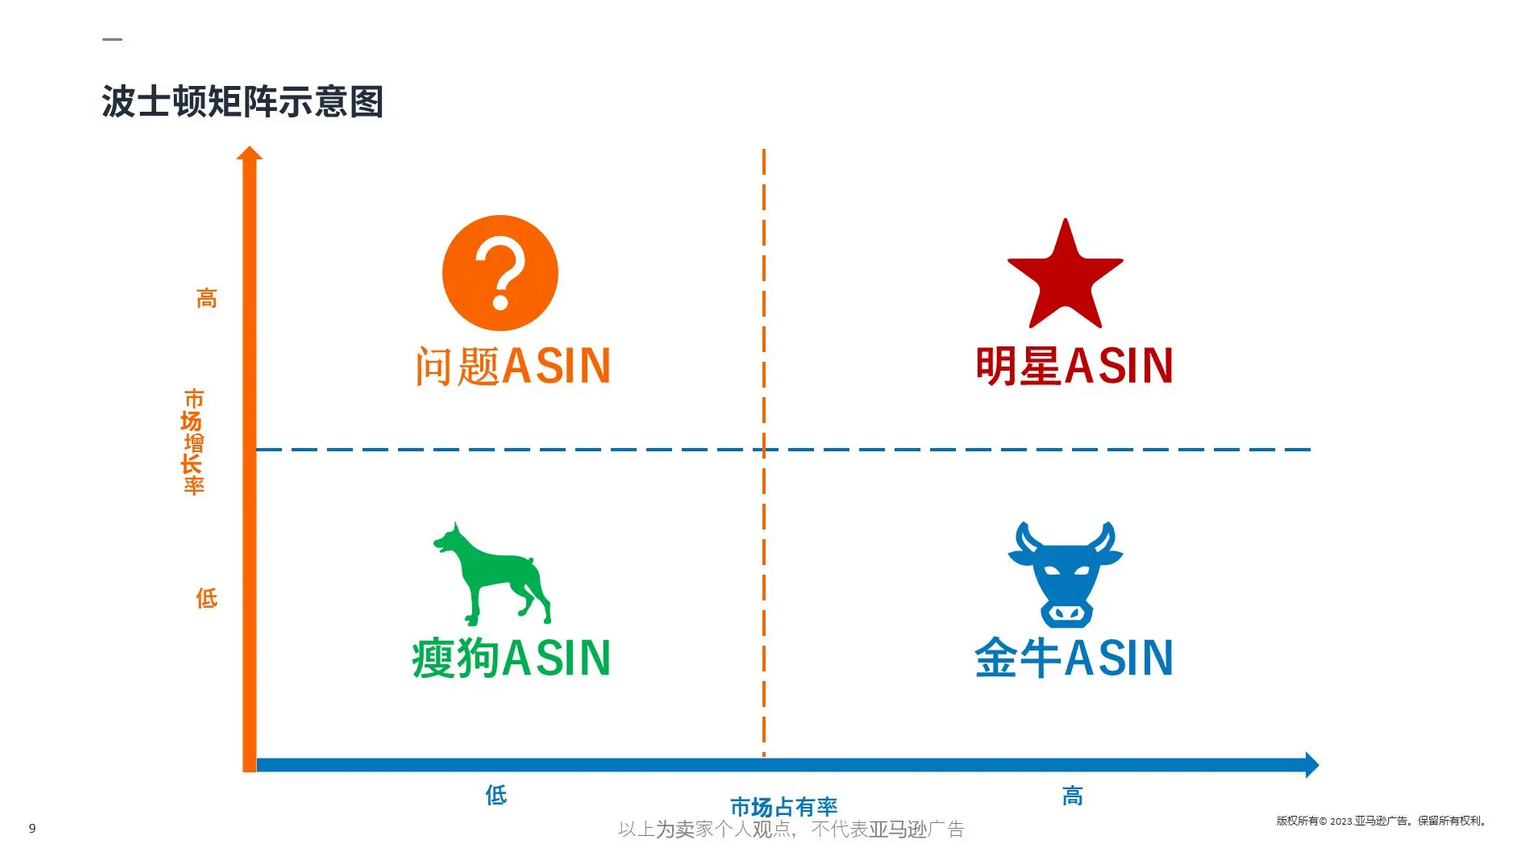 波士顿矩阵示意图
高
问题ASIN
明星ASIN
市场增长率
低
瘦狗ASIN
金牛ASIN
低
市场占有率
高
以上为卖家个人观点，不代表亚马逊广告
9
版权所有© 2023.亚马逊广告。保留所有权利。